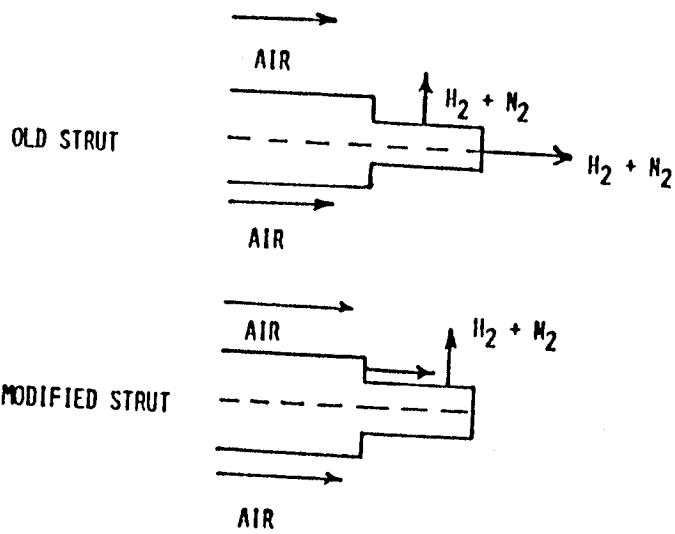 AIR
H2 + N2
OLD STRUT
H2 + N2
AIR
AIR
H2 + N2
MODIFIED STRUT
AIR